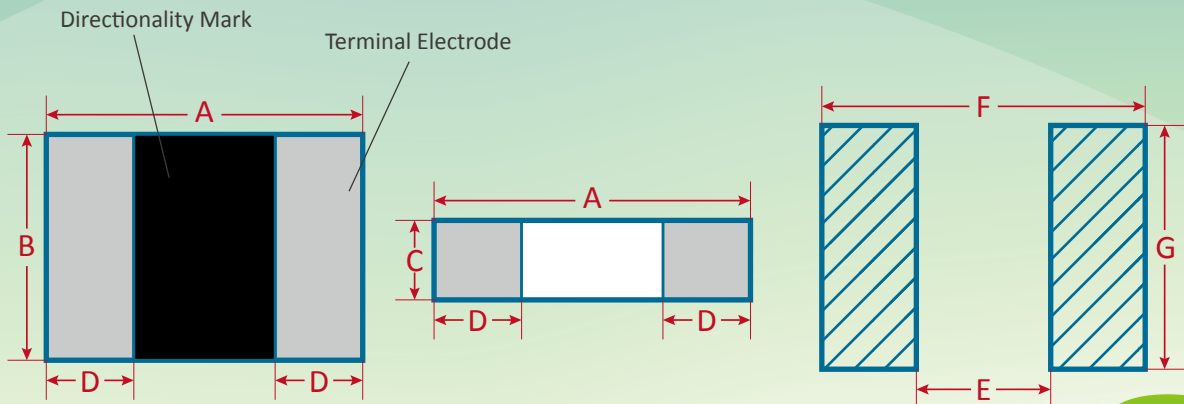 Directionality Mark
Terminal Electrode
A
B
D
D
A
C
D
D
F
G
E